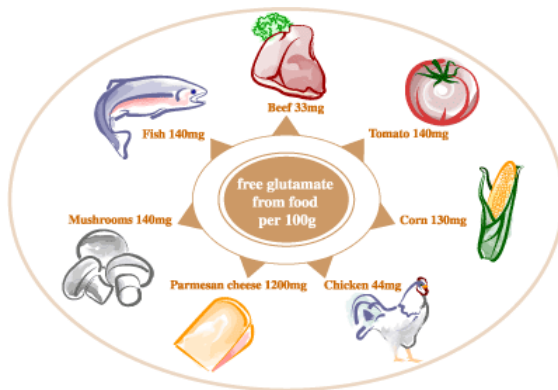 Beef 33mg
Fish 140mg
Tomato 140mg
free glutamate
from food
per 100g
Mushrooms 140mg
Corn 130mg
Parmesan cheese 1200mg
Chicken 44mg